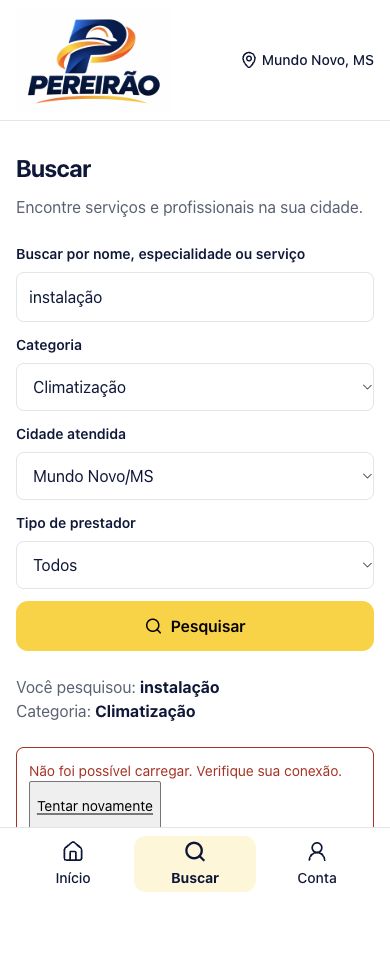 PEREIRÃO
Mundo Novo, MS
Buscar
Encontre serviços e profissionais na sua cidade.
Buscar por nome, especialidade ou serviço
instalação
Categoria
Climatização
Cidade atendida
Mundo Novo/MS
Tipo de prestador
Todos
Pesquisar
Você pesquisou: instalação
Categoria: Climatização
Não foi possível carregar. Verifique sua conexão.
Tentar novamente
Início
Buscar
Conta